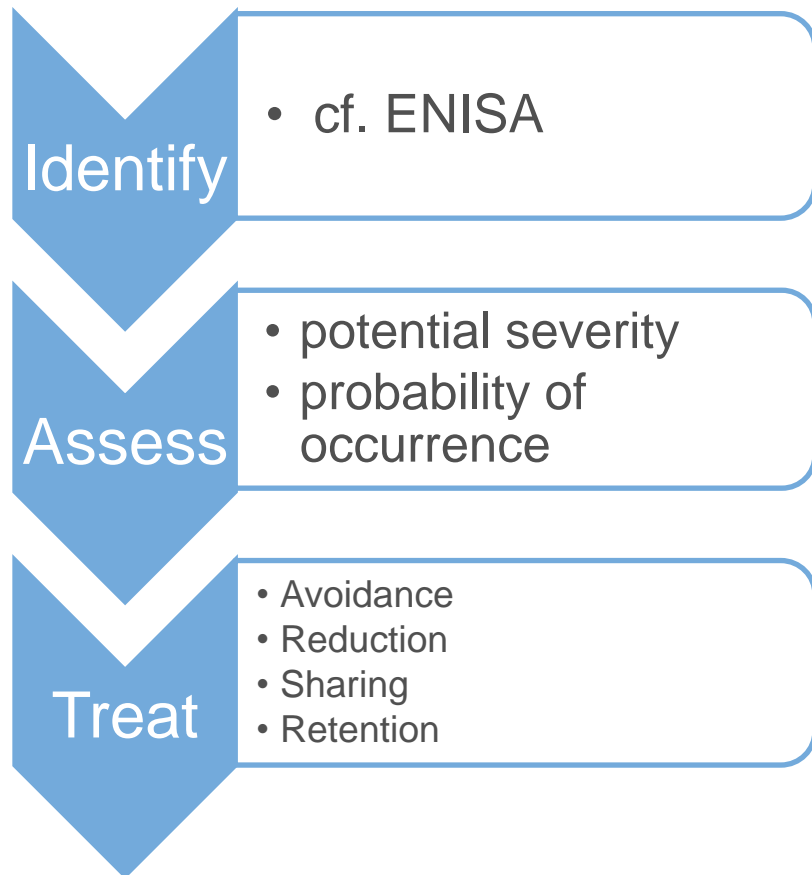 Identify
• cf. ENISA
Assess
• potential severity
• probability of
occurrence
Treat
• Avoidance
• Reduction
• Sharing
• Retention